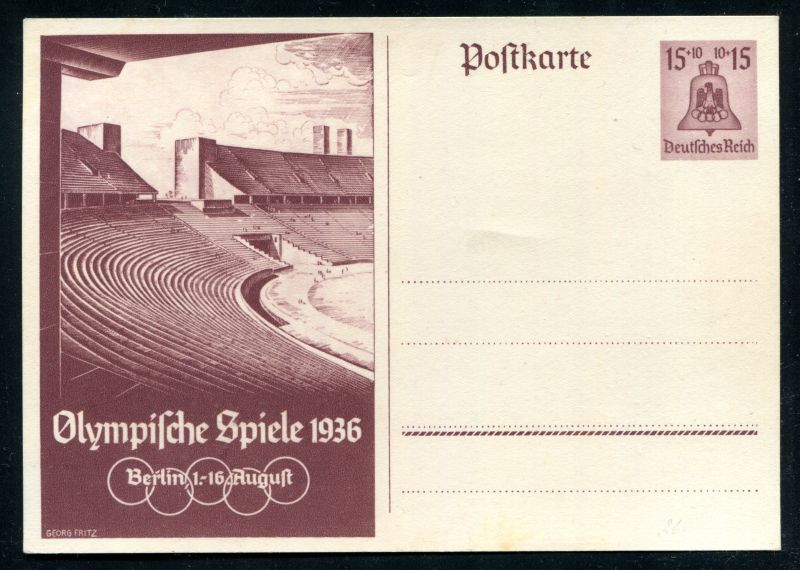 Postkarte
15+10 10+15
Deutsches Reich
Olympische Spiele 1936
Berlin, 1.-16. August
GEORG FRITZ